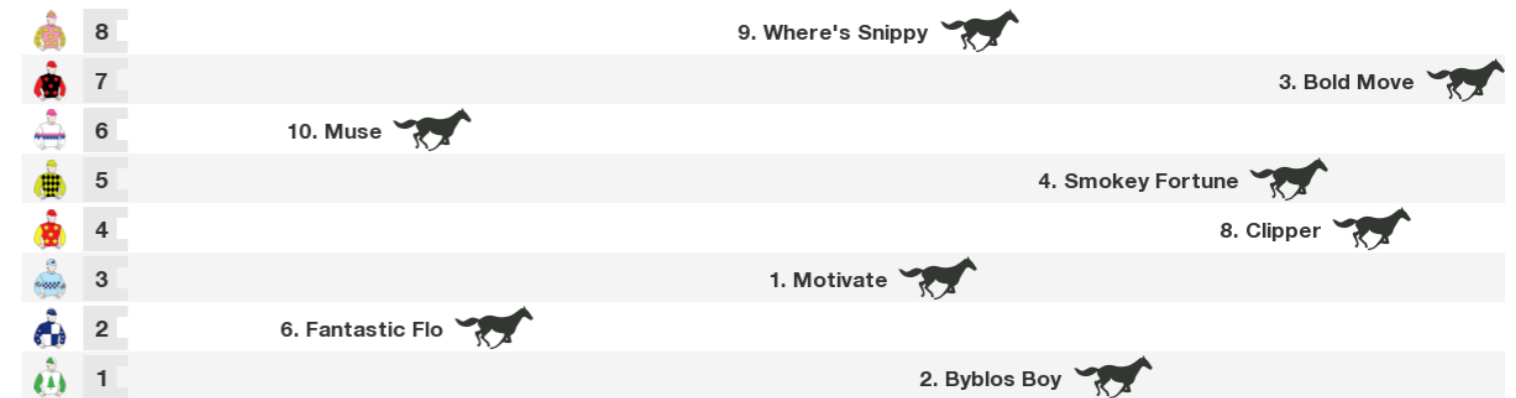 8 9. Where's Snippy
7 3. Bold Move
6 10. Muse
5 4. Smokey Fortune
4 8. Clipper
3 1. Motivate
2 6. Fantastic Flo
1 2. Byblos Boy